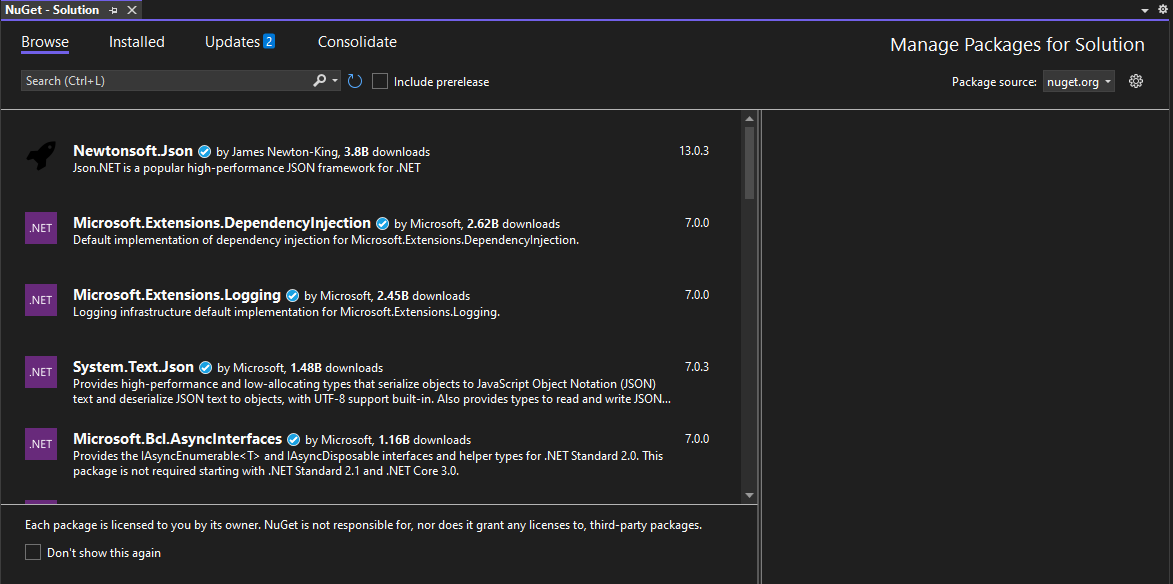 NuGet - Solution
Browse Installed Updates 2 Consolidate
Manage Packages for Solution
Search (Ctrl+L)
Include prerelease
Package source: nuget.org
Newtonsoft.Json by James Newton-King, 3.8B downloads 13.0.3
Json.NET is a popular high-performance JSON framework for .NET
.NET
Microsoft.Extensions.DependencyInjection by Microsoft, 2.62B downloads 7.0.0
Default implementation of dependency injection for Microsoft.Extensions.DependencyInjection.
.NET
Microsoft.Extensions.Logging by Microsoft, 2.45B downloads 7.0.0
Logging infrastructure default implementation for Microsoft.Extensions.Logging.
.NET
System.Text.Json by Microsoft, 1.48B downloads 7.0.3
Provides high-performance and low-allocating types that serialize objects to JavaScript Object Notation (JSON)
text and deserialize JSON text to objects, with UTF-8 support built-in. Also provides types to read and write JSON...
.NET
Microsoft.Bcl.AsyncInterfaces by Microsoft, 1.16B downloads 7.0.0
Provides the IAsyncEnumerable<T> and IAsyncDisposable interfaces and helper types for .NET Standard 2.0. This
package is not required starting with .NET Standard 2.1 and .NET Core 3.0.
Each package is licensed to you by its owner. NuGet is not responsible for, nor does it grant any licenses to, third-party packages.
Don't show this again